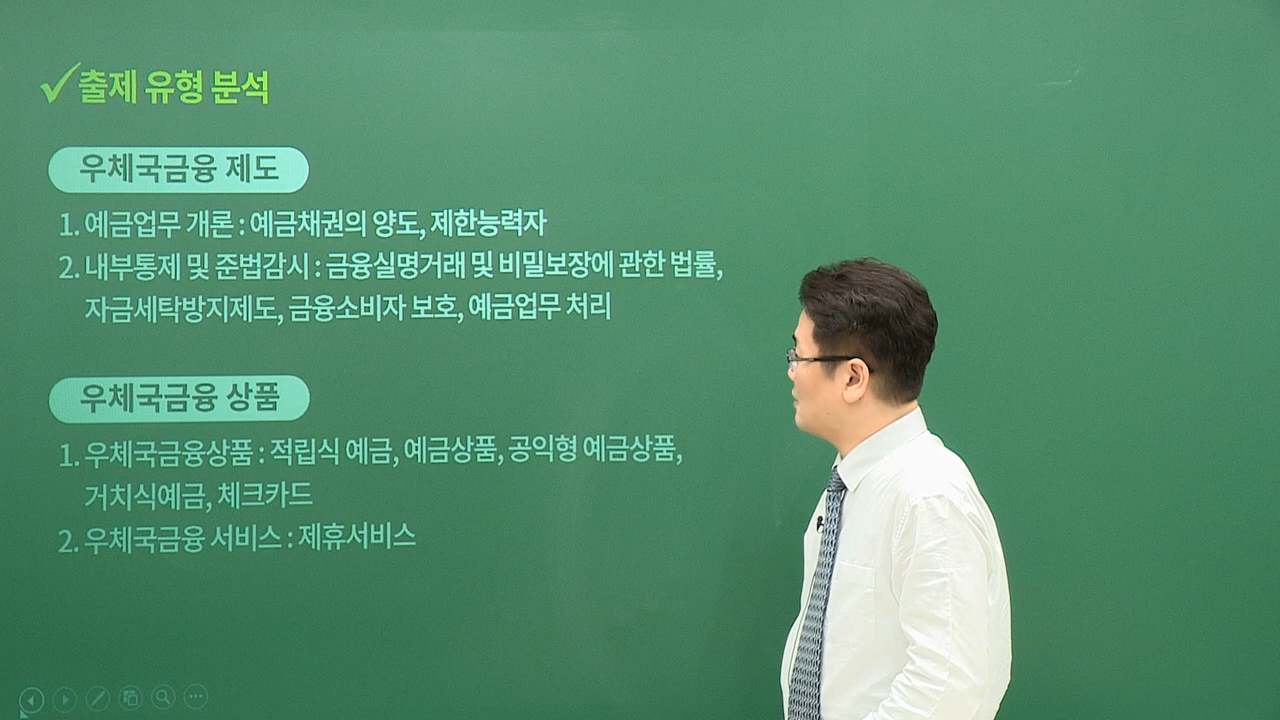 출제 유형 분석
우체국금융 제도
1. 예금업무 개론 : 예금채권의 양도, 제한능력자
2. 내부통제 및 준법감시 : 금융실명거래 및 비밀보장에 관한 법률,
자금세탁방지제도, 금융소비자 보호, 예금업무 처리
우체국금융 상품
1. 우체국금융상품 : 적립식 예금, 예금상품, 공익형 예금상품,
거치식예금, 체크카드
2. 우체국금융 서비스 : 제휴서비스